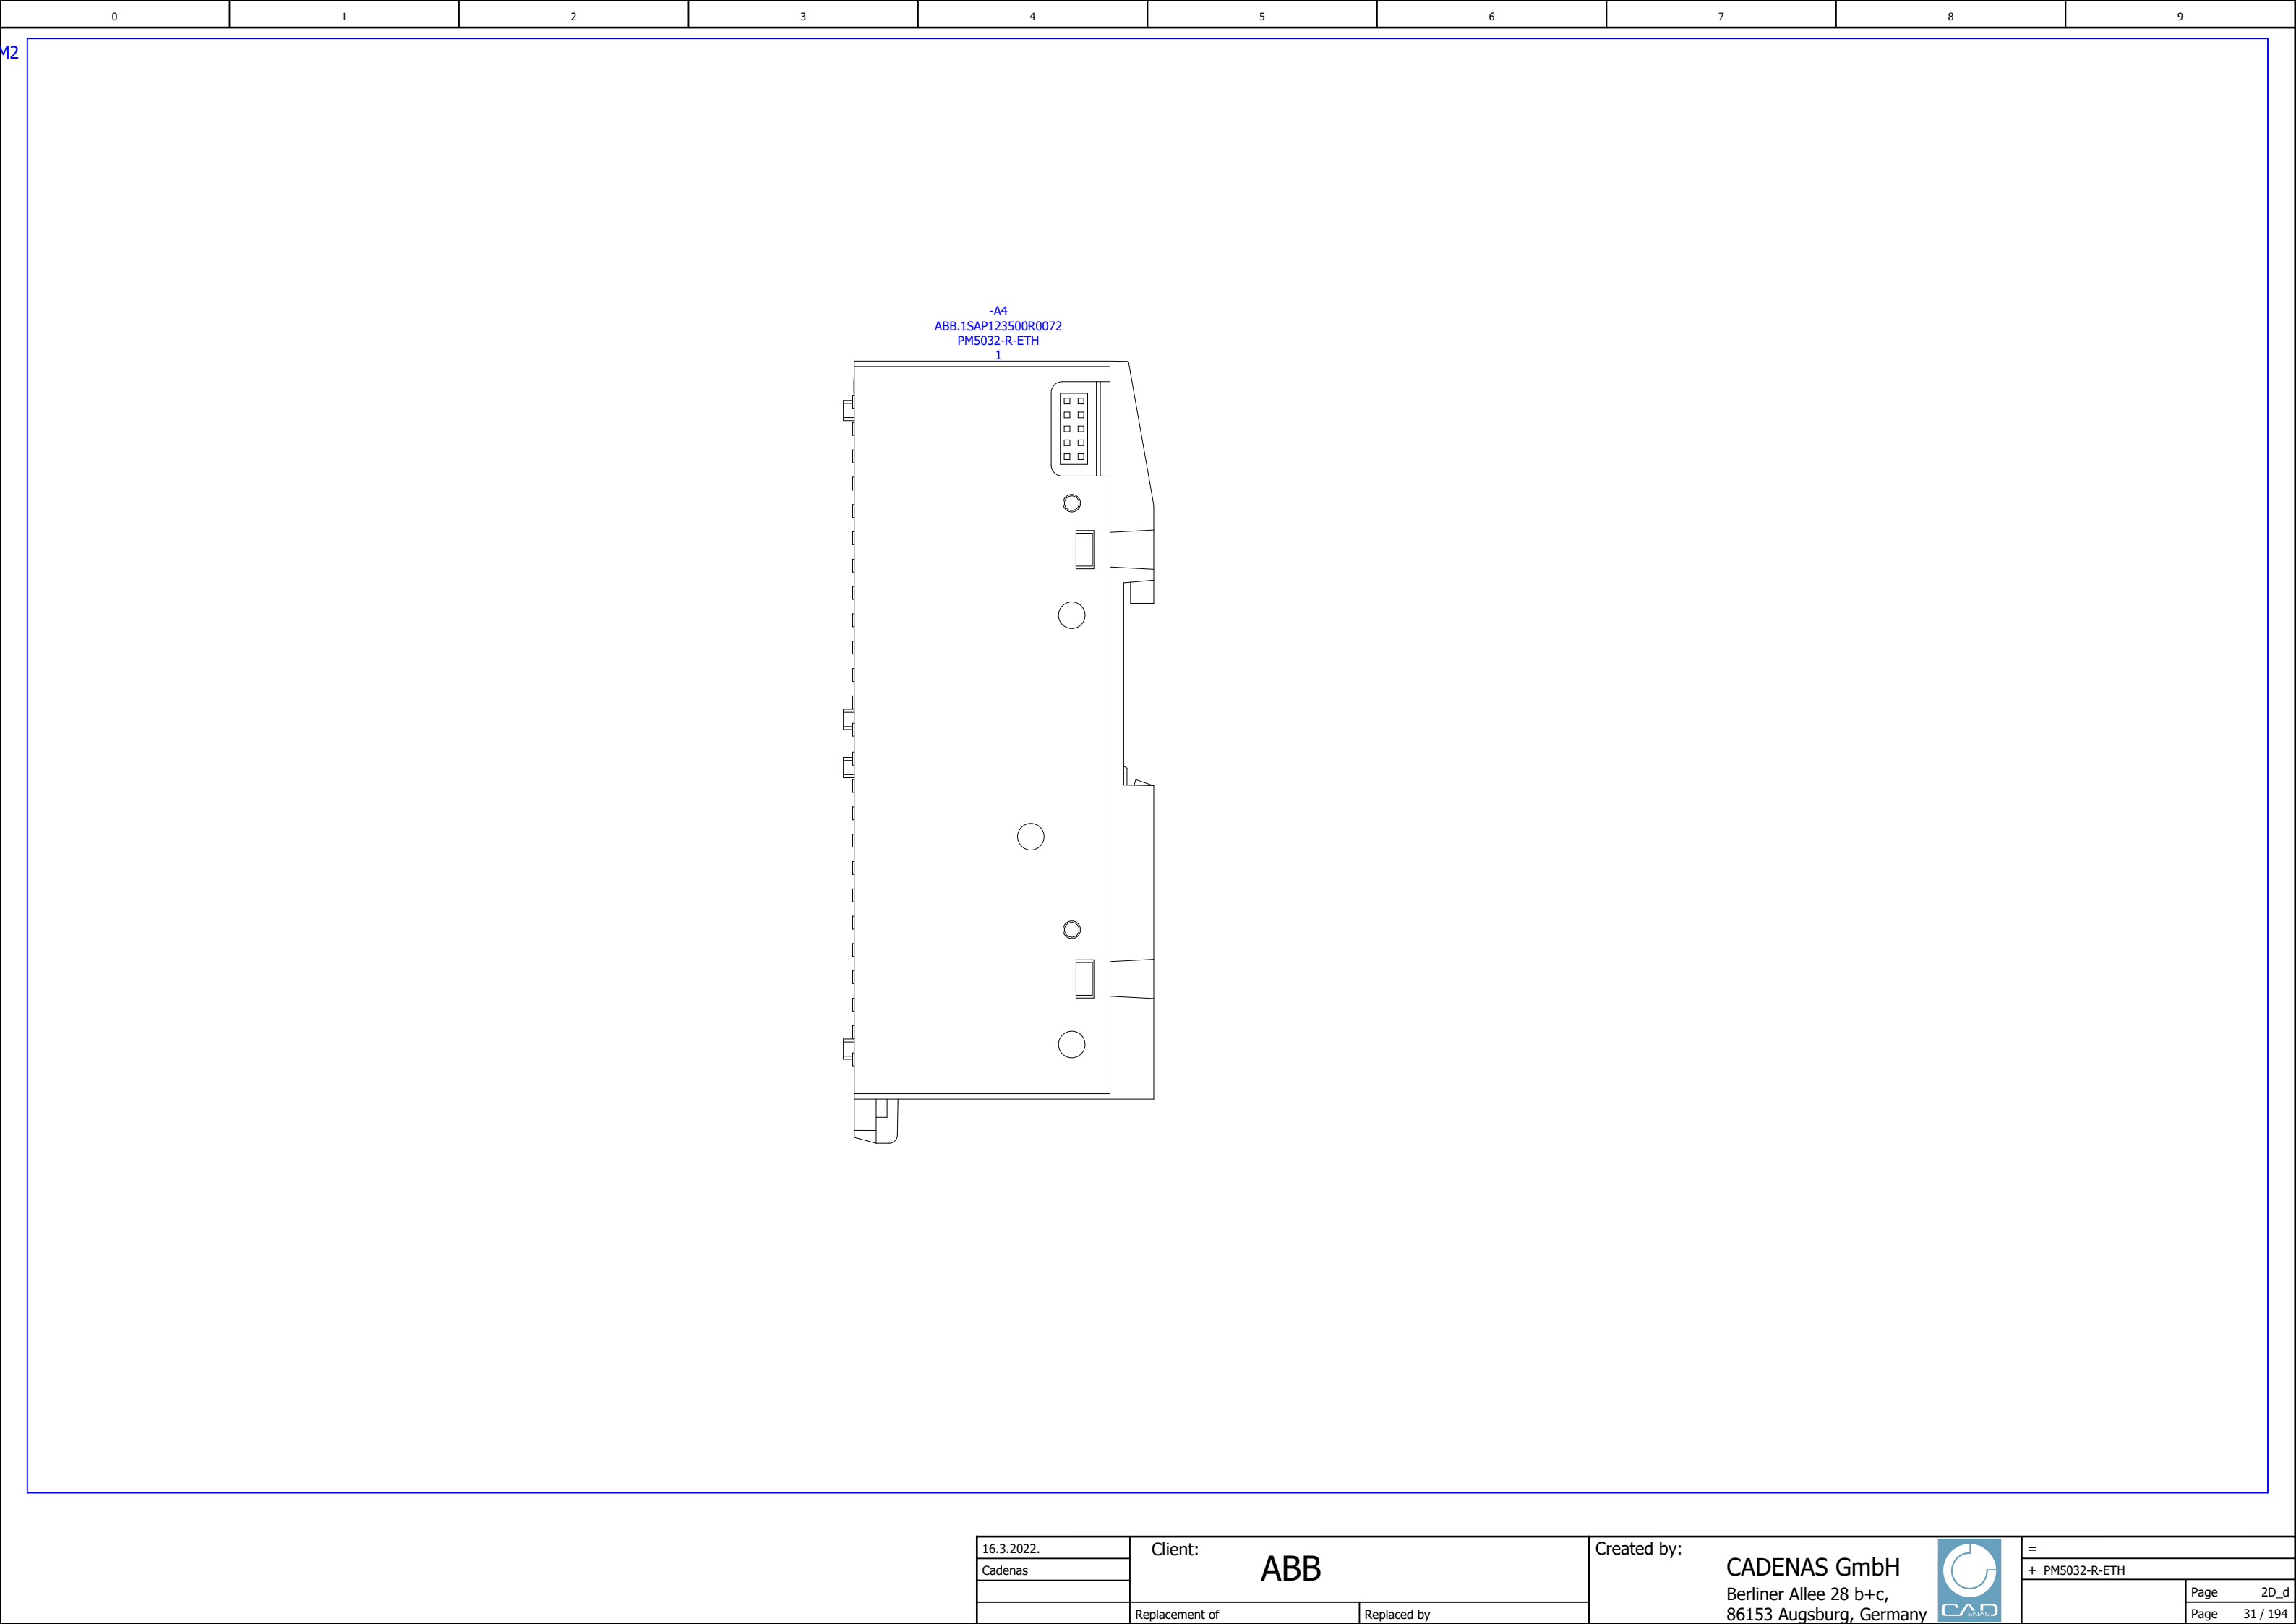 0 1 2 3 4 5 6 7 8 9
M2
-A4
ABB.1SAP123500R0072
PM5032-R-ETH
1
16.3.2022.
Cadenas
Client:
ABB
Replacement of
Replaced by
Created by:
CADENAS GmbH
Berliner Allee 28 b+c,
86153 Augsburg, Germany
CAD
ENAS
=
+ PM5032-R-ETH
Page 2D_d
Page 31 / 194